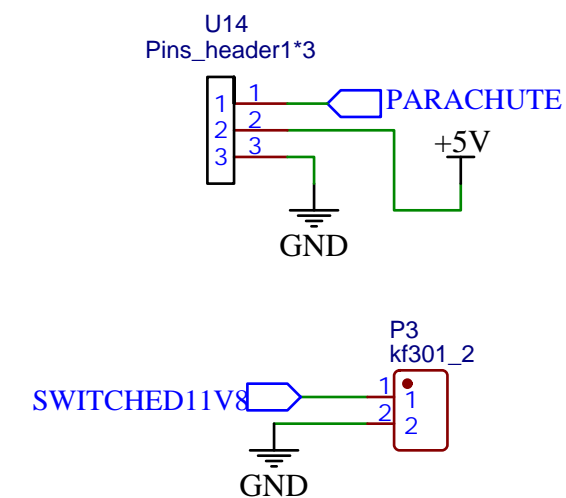 U14
Pins_header1*3
1 1 PARACHUTE
2 2 +5V
3 3
GND
P3
kf301_2
SWITCHED11V8 1 1
2 2
GND